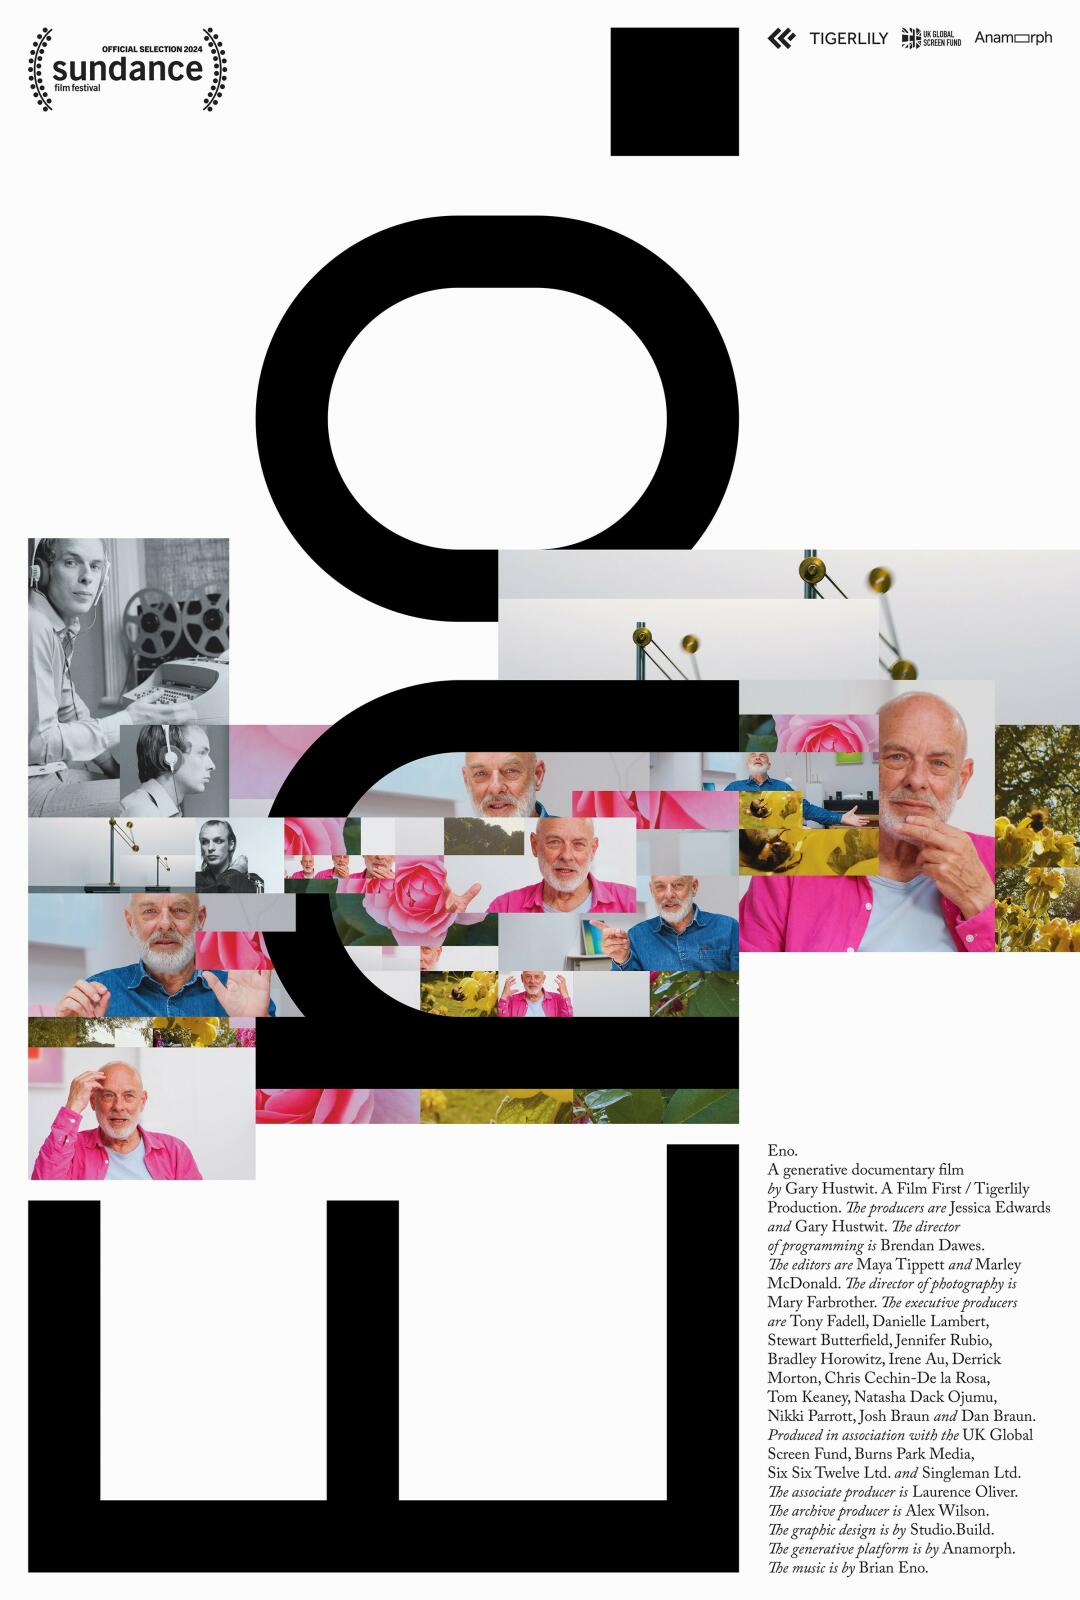 OFFICIAL SELECTION 2024
sundance
film festival
TIGERLILY
UK GLOBAL
SCREEN FUND
Anamorph
Eno.
Eno.
A generative documentary film
by Gary Hustwit. A Film First / Tigerlily
Production. The producers are Jessica Edwards
and Gary Hustwit. The director
of programming is Brendan Dawes.
The editors are Maya Tippett and Marley
McDonald. The director of photography is
Mary Farbrother. The executive producers
are Tony Fadell, Danielle Lambert,
Stewart Butterfield, Jennifer Rubio,
Bradley Horowitz, Irene Au, Derrick
Morton, Chris Cechin-De la Rosa,
Tom Keaney, Natasha Dack Ojumu,
Nikki Parrott, Josh Braun and Dan Braun.
Produced in association with the UK Global
Screen Fund, Burns Park Media,
Six Six Twelve Ltd. and Singleman Ltd.
The associate producer is Laurence Oliver.
The archive producer is Alex Wilson.
The graphic design is by Studio.Build.
The generative platform is by Anamorph.
The music is by Brian Eno.